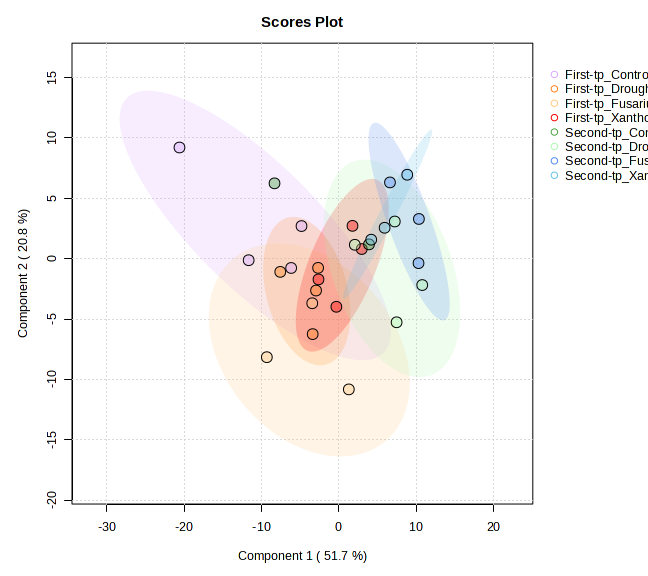 Scores Plot
First-tp_Contro
First-tp_Drough
First-tp_Fusariu
First-tp_Xantho
Second-tp_Con
Second-tp_Dro
Second-tp_Fus
Second-tp_Xan
Component 2 ( 20.8 %)
15
10
5
0
-5
-10
-15
-20
-30
-20
-10
0
10
20
Component 1 ( 51.7 %)